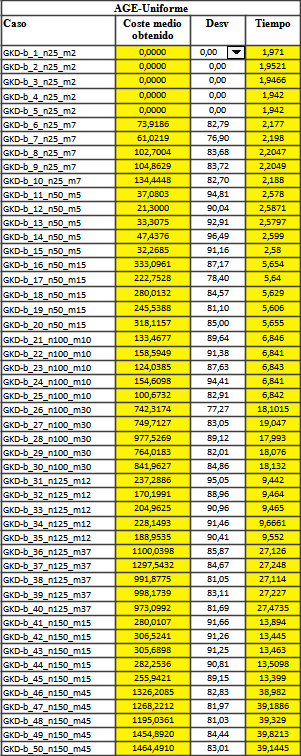 AGE-Uniforme
Caso Coste medio obtenido Desv Tiempo
GKD-b_1_n25_m2 0,0000 0,00 1,971
GKD-b_2_n25_m2 0,0000 0,00 1,9521
GKD-b_3_n25_m2 0,0000 0,00 1,9466
GKD-b_4_n25_m2 0,0000 0,00 1,942
GKD-b_5_n25_m2 0,0000 0,00 1,942
GKD-b_6_n25_m7 73,9186 82,79 2,177
GKD-b_7_n25_m7 61,0219 76,90 2,198
GKD-b_8_n25_m7 102,7004 83,68 2,2047
GKD-b_9_n25_m7 104,8629 83,72 2,2049
GKD-b_10_n25_m7 134,4448 82,70 2,188
GKD-b_11_n50_m5 37,0803 94,81 2,578
GKD-b_12_n50_m5 21,3000 90,04 2,5871
GKD-b_13_n50_m5 33,3075 92,91 2,5797
GKD-b_14_n50_m5 47,4376 96,49 2,599
GKD-b_15_n50_m5 32,2685 91,16 2,58
GKD-b_16_n50_m15 333,0961 87,17 5,654
GKD-b_17_n50_m15 222,7528 78,40 5,64
GKD-b_18_n50_m15 280,0132 84,57 5,629
GKD-b_19_n50_m15 245,5388 81,10 5,606
GKD-b_20_n50_m15 318,1157 85,00 5,655
GKD-b_21_n100_m10 133,4677 89,64 6,846
GKD-b_22_n100_m10 158,5949 91,38 6,841
GKD-b_23_n100_m10 124,0385 87,63 6,843
GKD-b_24_n100_m10 154,6098 94,41 6,841
GKD-b_25_n100_m10 100,6732 82,91 6,842
GKD-b_26_n100_m30 742,3174 77,27 18,1015
GKD-b_27_n100_m30 749,7127 83,05 19,047
GKD-b_28_n100_m30 977,5269 89,12 17,993
GKD-b_29_n100_m30 764,0183 82,01 18,076
GKD-b_30_n100_m30 841,9627 84,86 18,132
GKD-b_31_n125_m12 237,2886 95,05 9,442
GKD-b_32_n125_m12 170,1991 88,96 9,464
GKD-b_33_n125_m12 204,9625 90,96 9,465
GKD-b_34_n125_m12 228,1493 91,46 9,6661
GKD-b_35_n125_m12 188,9535 90,41 9,552
GKD-b_36_n125_m37 1100,0398 85,87 27,126
GKD-b_37_n125_m37 1297,5432 84,67 27,248
GKD-b_38_n125_m37 991,8775 81,05 27,114
GKD-b_39_n125_m37 998,1739 83,11 27,227
GKD-b_40_n125_m37 973,0992 81,69 27,4735
GKD-b_41_n150_m15 280,0107 91,66 13,894
GKD-b_42_n150_m15 306,5241 91,26 13,445
GKD-b_43_n150_m15 305,6898 91,25 13,463
GKD-b_44_n150_m15 282,2536 90,81 13,5098
GKD-b_45_n150_m15 255,9421 89,15 13,399
GKD-b_46_n150_m45 1326,2085 82,83 38,982
GKD-b_47_n150_m45 1268,2212 81,97 39,1886
GKD-b_48_n150_m45 1195,0361 81,03 39,329
GKD-b_49_n150_m45 1454,8920 84,44 39,8213
GKD-b_50_n150_m45 1464,4910 83,01 39,1445